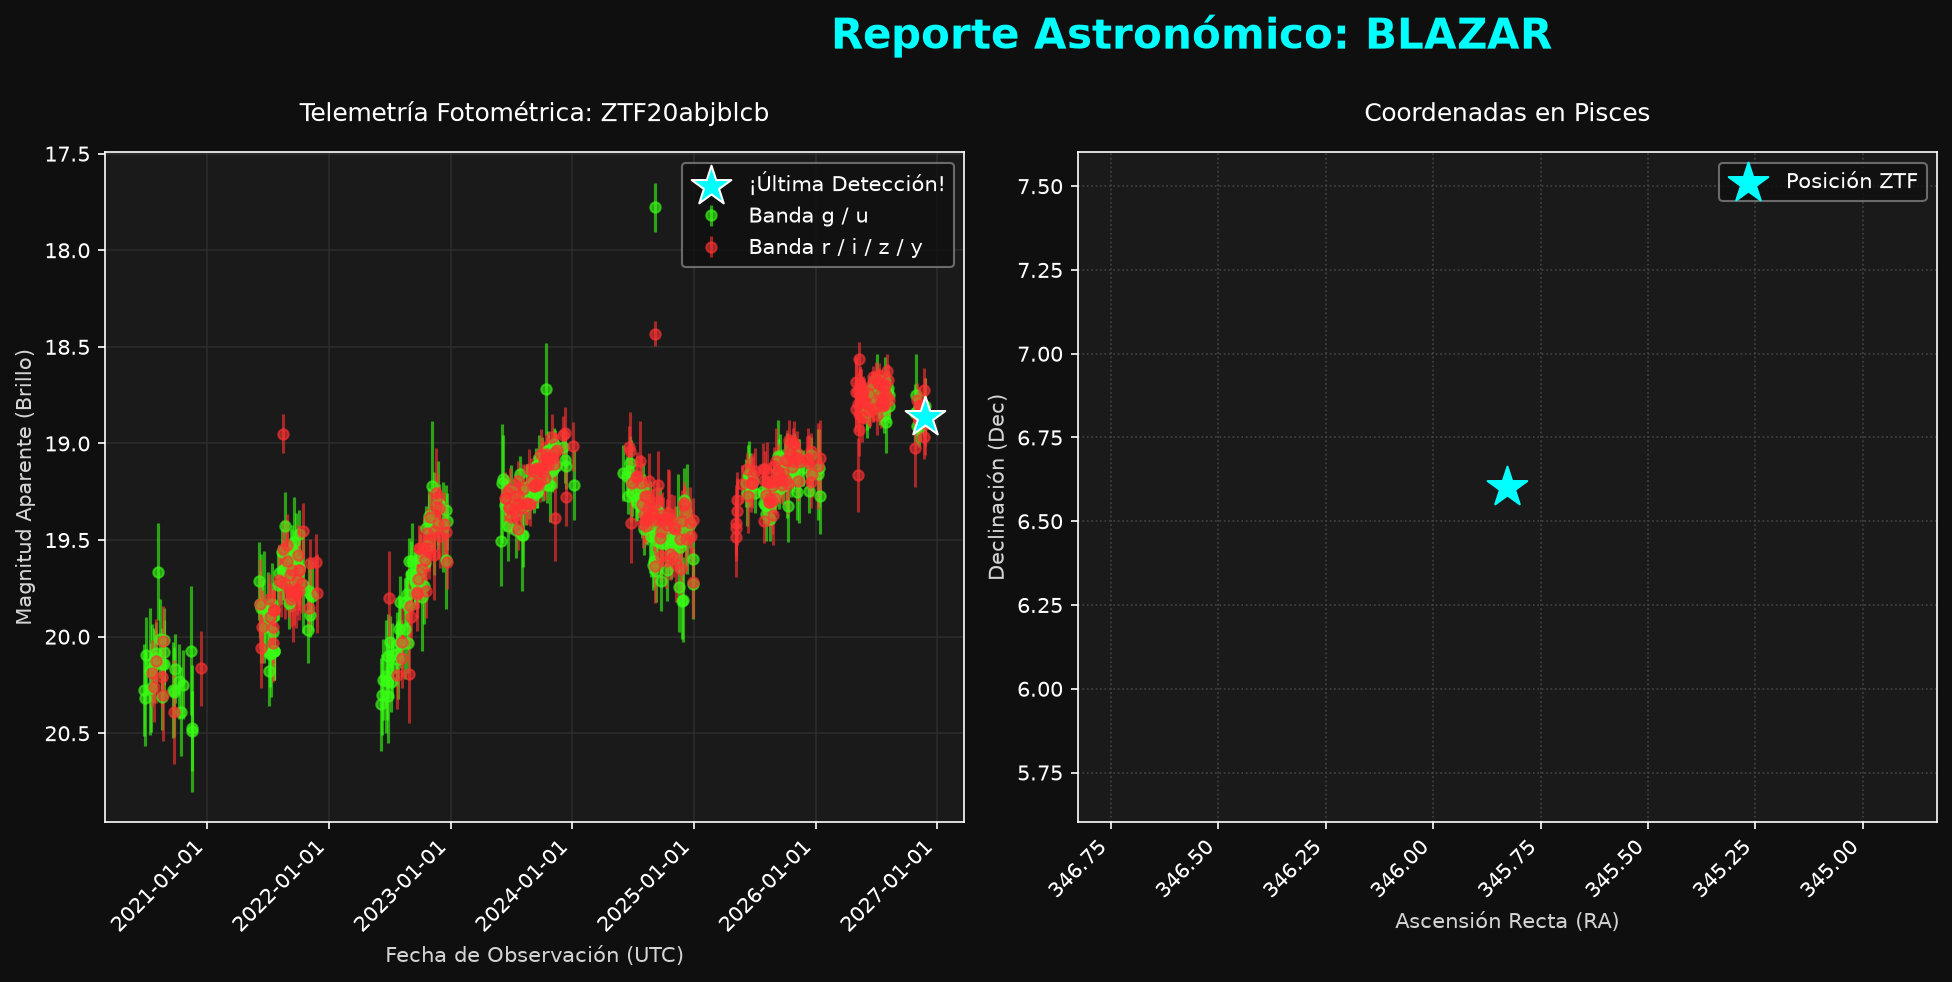 Reporte Astronómico: BLAZAR
Telemetría Fotométrica: ZTF20abjblcb
¡Última Detección!
Banda g / u
Banda r / i / z / y
Magnitud Aparente (Brillo)
17.5
18.0
18.5
19.0
19.5
20.0
20.5
2021-01-01
2022-01-01
2023-01-01
2024-01-01
2025-01-01
2026-01-01
2027-01-01
Fecha de Observación (UTC)
Coordenadas en Pisces
Posición ZTF
Declinación (Dec)
7.50
7.25
7.00
6.75
6.50
6.25
6.00
5.75
346.75
346.50
346.25
346.00
345.75
345.50
345.25
345.00
Ascensión Recta (RA)